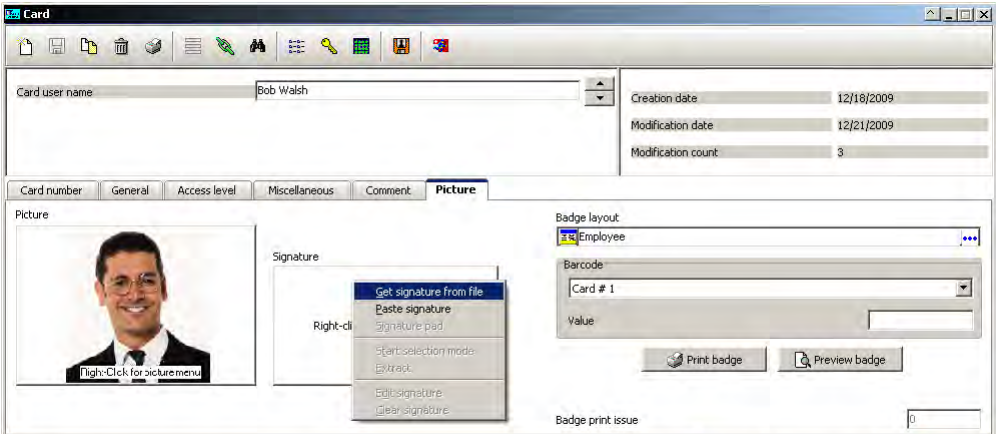 Card
Card user name
Bob Walsh
Creation date 12/18/2009
Modification date 12/21/2009
Modification count 3
Card number General Access level Miscellaneous Comment Picture
Picture
Right-Click for picture menu
Signature
Right-cli
Get signature from file
Paste signature
Signature pad
Start selection mode
Extract
Edit signature
Clear signature
Badge layout
Employee
Barcode
Card # 1
Value
Print badge Preview badge
Badge print issue 0